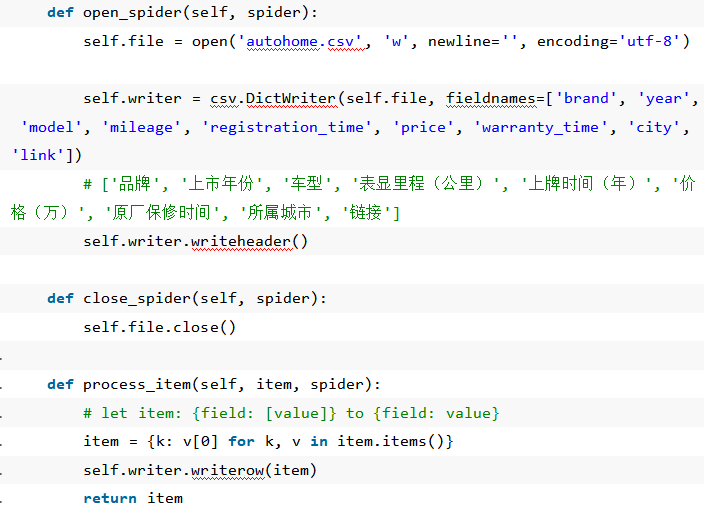 def open_spider(self, spider):
self.file = open('autohome.csv', 'w', newline='', encoding='utf-8')
self.writer = csv.DictWriter(self.file, fieldnames=['brand', 'year',
'model', 'mileage', 'registration_time', 'price', 'warranty_time', 'city',
'link'])
# ['品牌', '上市年份', '车型', '表显里程（公里）', '上牌时间（年）', '价
格（万）', '原厂保修时间', '所属城市', '链接']
self.writer.writeheader()
def close_spider(self, spider):
self.file.close()
def process_item(self, item, spider):
# let item: {field: [value]} to {field: value}
item = {k: v[0] for k, v in item.items()}
self.writer.writerow(item)
return item